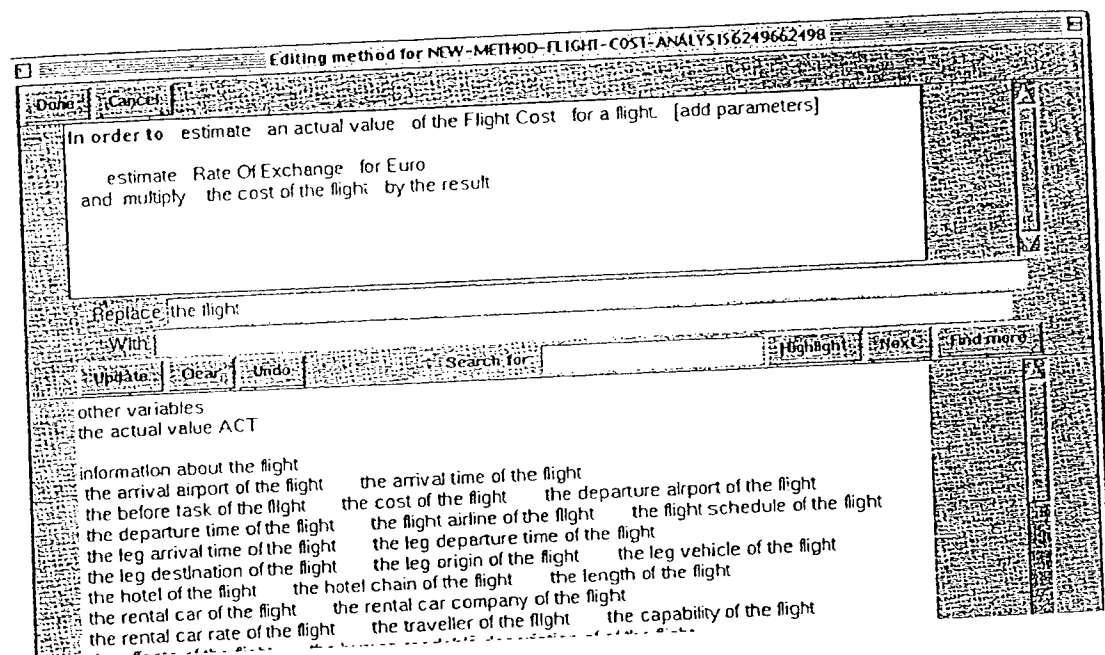 Editing method for NEW-METHOD-FLIGHT-COST-ANALYSIS6249662498
Done Cancel
In order to estimate an actual value of the Flight Cost for a flight. [add parameters]
estimate Rate Of Exchange for Euro
and multiply the cost of the flight by the result
Replace the flight
With
Update Clear Undo Search for Highlight Next Find more
other variables
the actual value ACT
information about the flight
the arrival airport of the flight the arrival time of the flight
the before task of the flight the cost of the flight the departure airport of the flight
the departure time of the flight the flight airline of the flight the flight schedule of the flight
the leg arrival time of the flight the leg departure time of the flight
the leg destination of the flight the leg origin of the flight the leg vehicle of the flight
the hotel of the flight the hotel chain of the flight the length of the flight
the rental car of the flight the rental car company of the flight
the rental car rate of the flight the traveller of the flight the capability of the flight